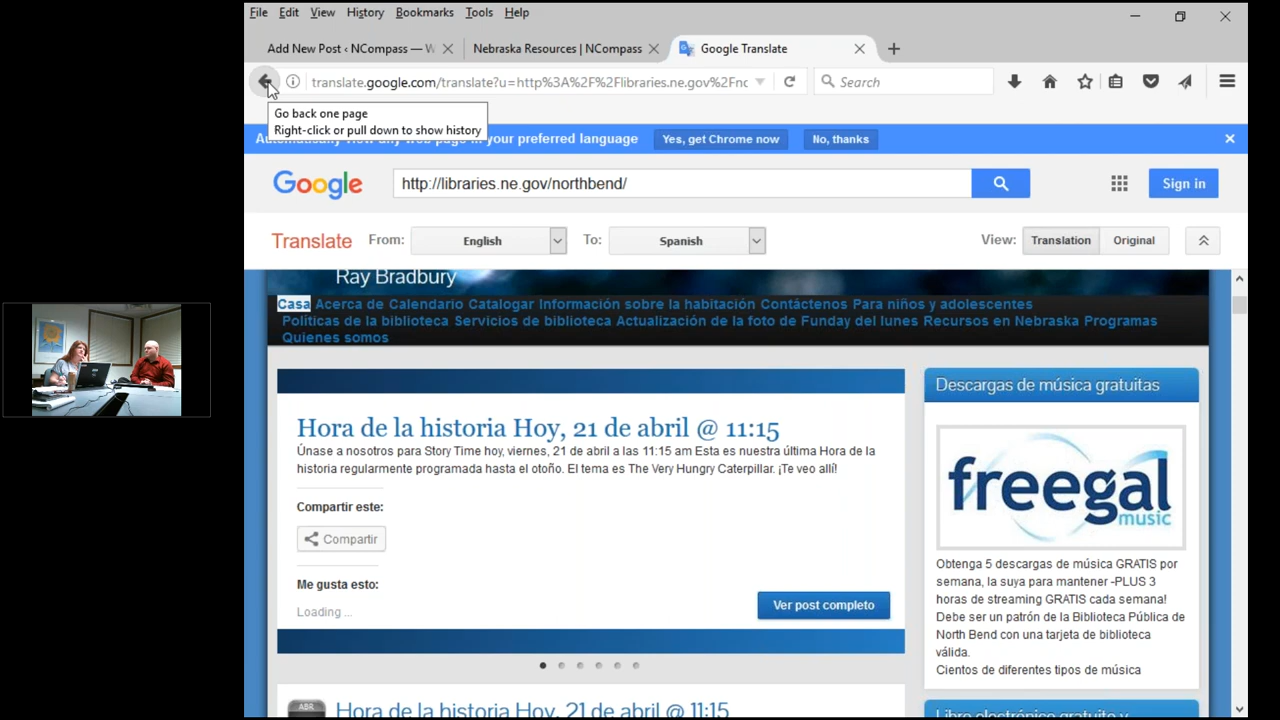 File Edit View History Bookmarks Tools Help
Add New Post ‹ NCompass — W
Nebraska Resources | NCompass
Google Translate
translate.google.com/translate?u=http%3A%2F%2Flibraries.ne.gov%2Fnc
Search
Go back one page
Right-click or pull down to show history
in your preferred language
Yes, get Chrome now
No, thanks
Google
http://libraries.ne.gov/northbend/
Sign in
Translate
From:
English
To:
Spanish
View:
Translation
Original
Ray Bradbury
Casa Acerca de Calendario Catalogar Información sobre la habitación Contáctenos Para niños y adolescentes
Políticas de la biblioteca Servicios de biblioteca Actualización de la foto de Funday del lunes Recursos en Nebraska Programas
Quienes somos
Hora de la historia Hoy, 21 de abril @ 11:15
Únase a nosotros para Story Time hoy, viernes, 21 de abril a las 11:15 am Esta es nuestra última Hora de la
historia regularmente programada hasta el otoño. El tema es The Very Hungry Caterpillar. ¡Te veo allí!
Compartir este:
Compartir
Me gusta esto:
Loading ...
Ver post completo
Descargas de música gratuitas
freegal
music
Obtenga 5 descargas de música GRATIS por
semana, la suya para mantener -PLUS 3
horas de streaming GRATIS cada semana!
Debe ser un patrón de la Biblioteca Pública de
North Bend con una tarjeta de biblioteca
válida.
Cientos de diferentes tipos de música
ABR
Hora de la historia Hoy, 21 de abril @ 11:15
Libro electrónico gratuito y